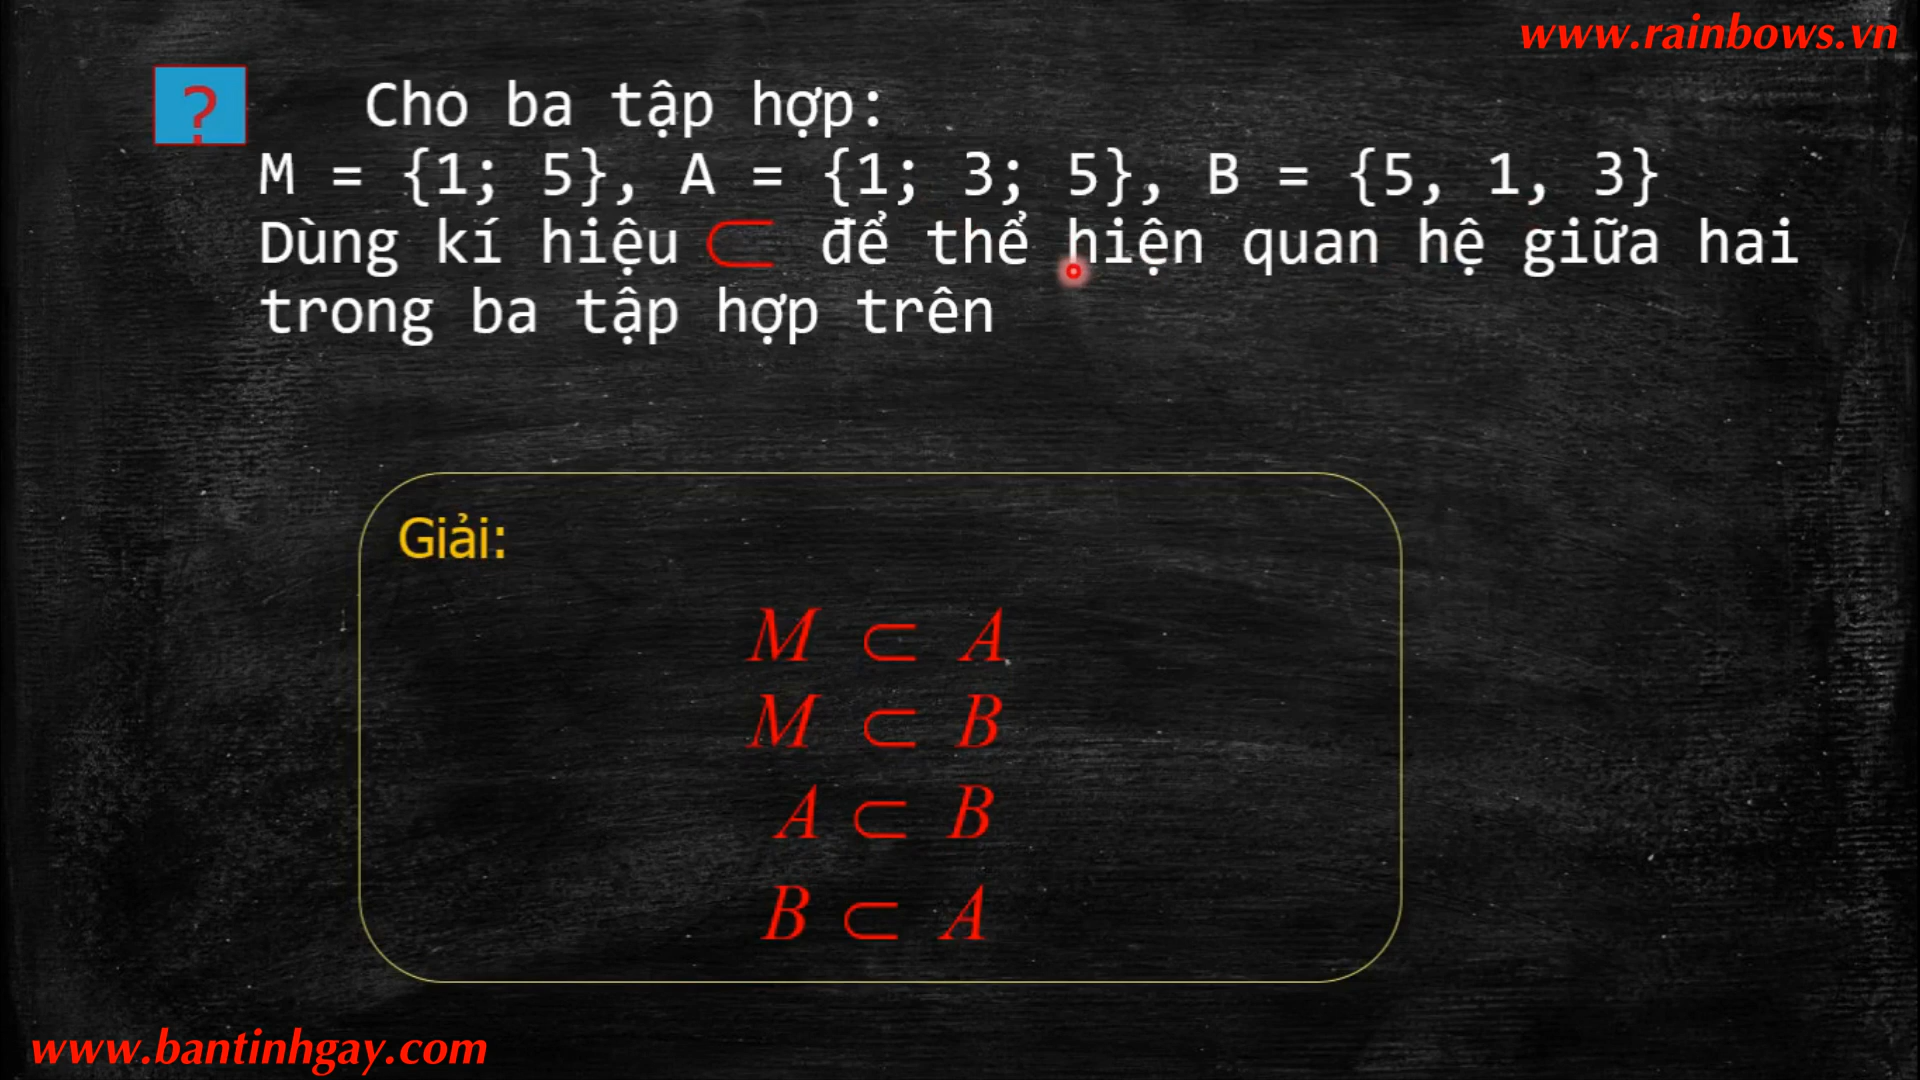 www.rainbows.vn
? Cho ba tập hợp:
M = {1; 5}, A = {1; 3; 5}, B = {5, 1, 3}
Dùng kí hiệu ⊂ để thể hiện quan hệ giữa hai
trong ba tập hợp trên
Giải:
M ⊂ A
M ⊂ B
A ⊂ B
B ⊂ A
www.bantinhgay.com